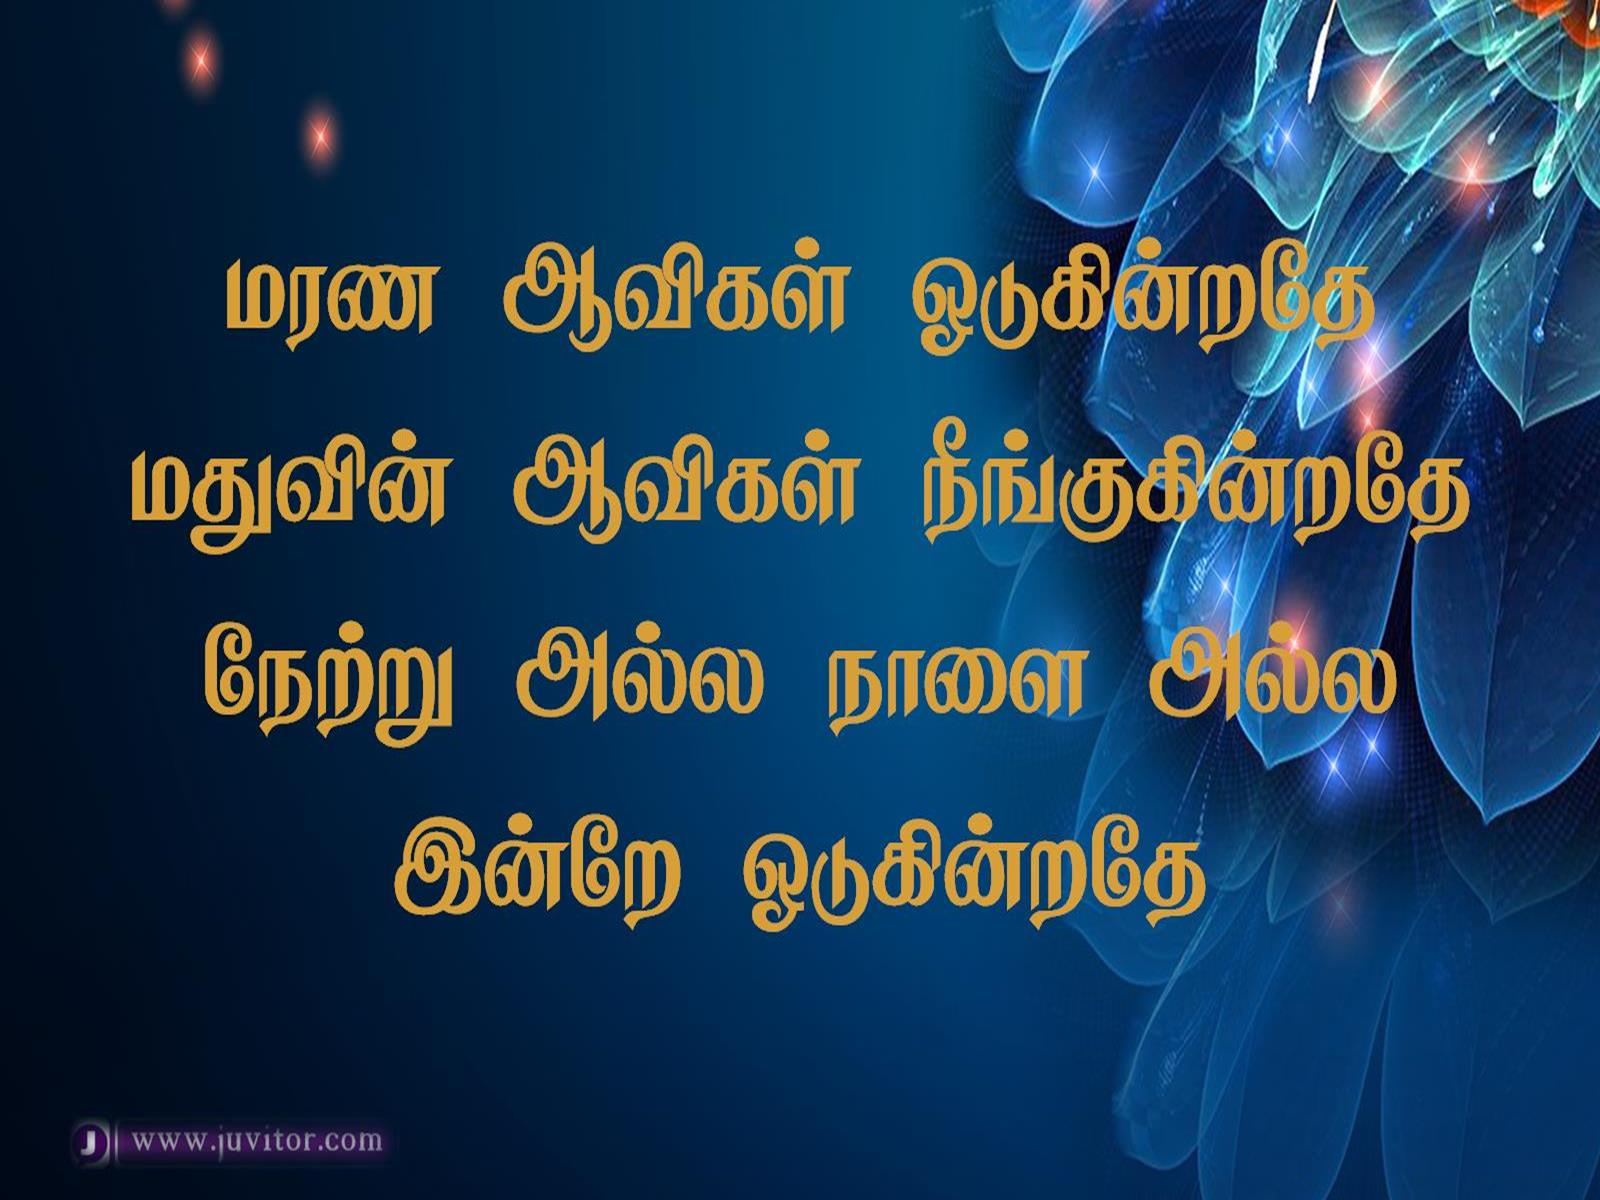 மரண ஆவிகள் ஓடுகின்றதே
மதுவின் ஆவிகள் நீங்குகின்றதே
நேற்று அல்ல நாளை அல்ல
இன்றே ஓடுகின்றதே
J www.juvitor.com